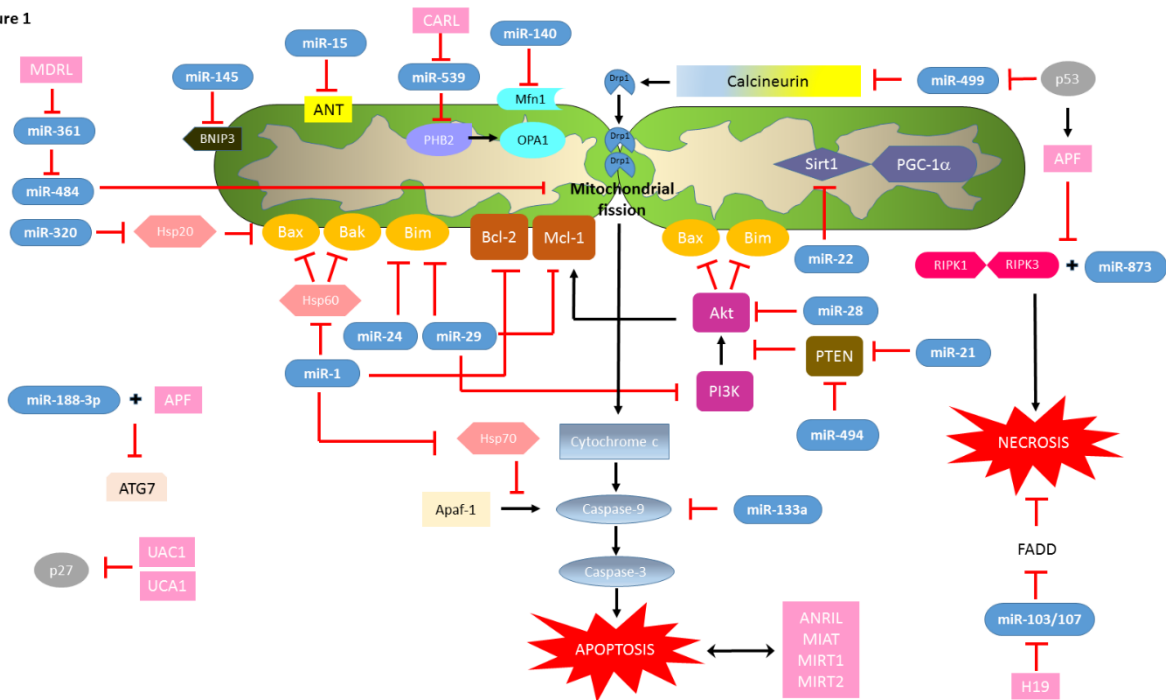 ure 1
CARL
miR-15
miR-140
MDRL
miR-145
miR-539
Drp1
Calcineurin
miR-499
p53
ANT
Mfn1
miR-361
BNIP3
PHB2
OPA1
Drp1
Drp1
Sirt1
PGC-1α
APF
miR-484
Mitochondrial
fission
miR-320
Hsp20
Bax
Bak
Bim
Bcl-2
Mcl-1
Bax
Bim
miR-22
RIPK1
RIPK3
+
miR-873
Hsp60
Akt
miR-28
miR-24
miR-29
PTEN
miR-21
miR-1
PI3K
miR-188-3p
+
APF
miR-494
Hsp70
Cytochrome c
NECROSIS
ATG7
Apaf-1
Caspase-9
miR-133a
FADD
UAC1
p27
UCA1
Caspase-3
miR-103/107
ANRIL
MIAT
APOPTOSIS
MIRT1
MIRT2
H19